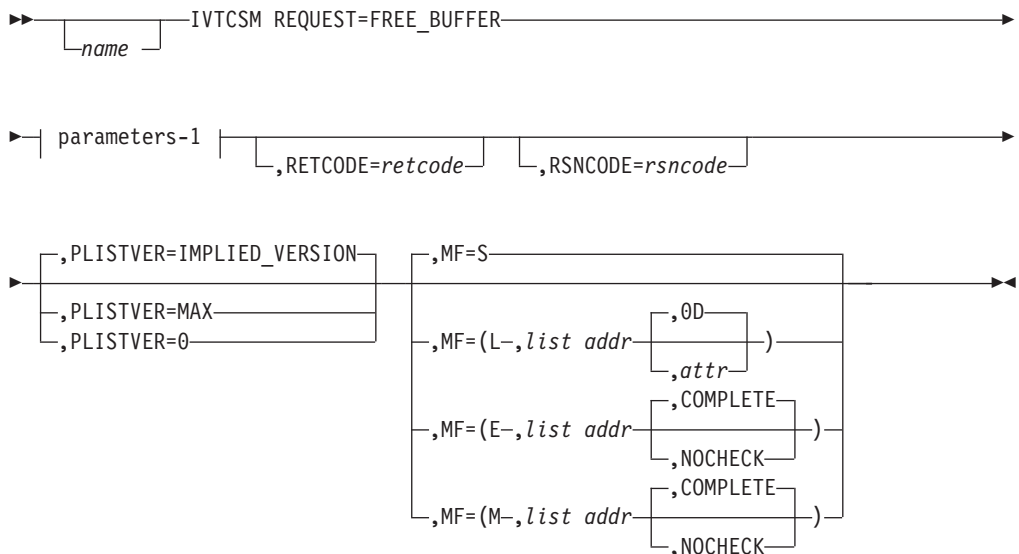 IVTCSM REQUEST=FREE_BUFFER
name
parameters-1
,RETCODE=retcode
,RSNCODE=rsncode
,PLISTVER=IMPLIED_VERSION
,PLISTVER=MAX
,PLISTVER=0
,MF=S
,0D
,MF=(L ,list addr )
,attr
,COMPLETE
,MF=(E ,list addr )
,NOCHECK
,COMPLETE
,MF=(M ,list addr )
,NOCHECK